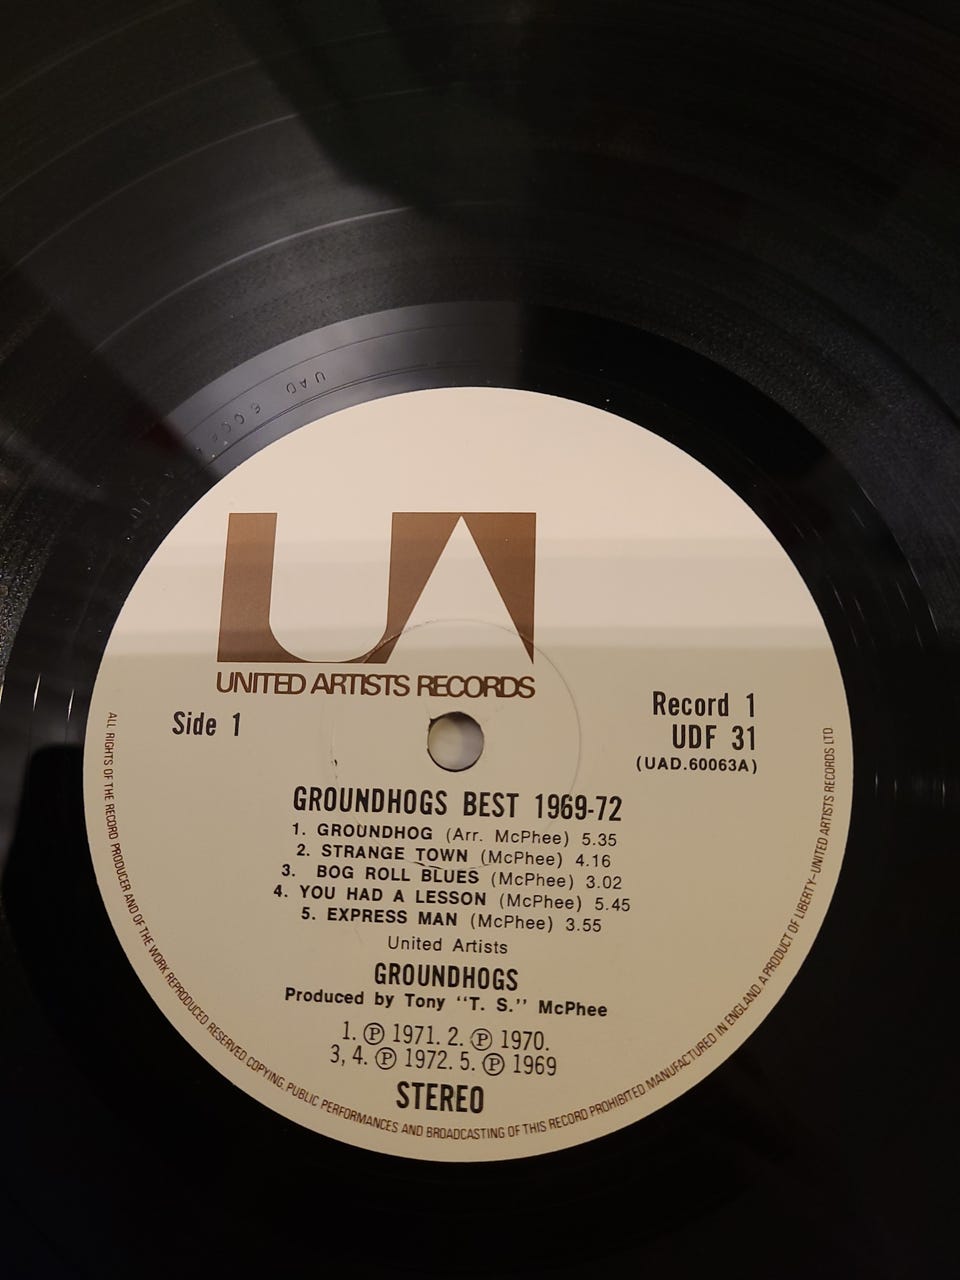 UAD 600
UA
UNITED ARTISTS RECORDS
Side 1
Record 1
UDF 31
(UAD.60063A)
GROUNDHOGS BEST 1969-72
1. GROUNDHOG (Arr. McPhee) 5.35
2. STRANGE TOWN (McPhee) 4.16
3. BOG ROLL BLUES (McPhee) 3.02
4. YOU HAD A LESSON (McPhee) 5.45
5. EXPRESS MAN (McPhee) 3.55
United Artists
GROUNDHOGS
Produced by Tony "T. S." McPhee
1. Ⓟ 1971. 2. Ⓟ 1970.
3, 4. Ⓟ 1972. 5. Ⓟ 1969
STEREO
ALL RIGHTS OF THE RECORD PRODUCER AND OF THE WORK REPRODUCED RESERVED COPYING, PUBLIC PERFORMANCES AND BROADCASTING OF THIS RECORD PROHIBITED MANUFACTURED IN ENGLAND. A PRODUCT OF LIBERTY-UNITED ARTISTS RECORDS LTD